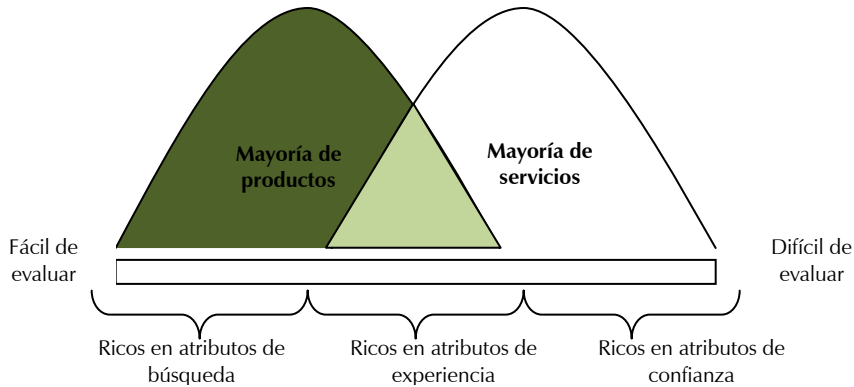 Mayoría de
productos
Mayoría de
servicios
Fácil de
evaluar
Difícil de
evaluar
Ricos en atributos de
búsqueda
Ricos en atributos de
experiencia
Ricos en atributos de
confianza